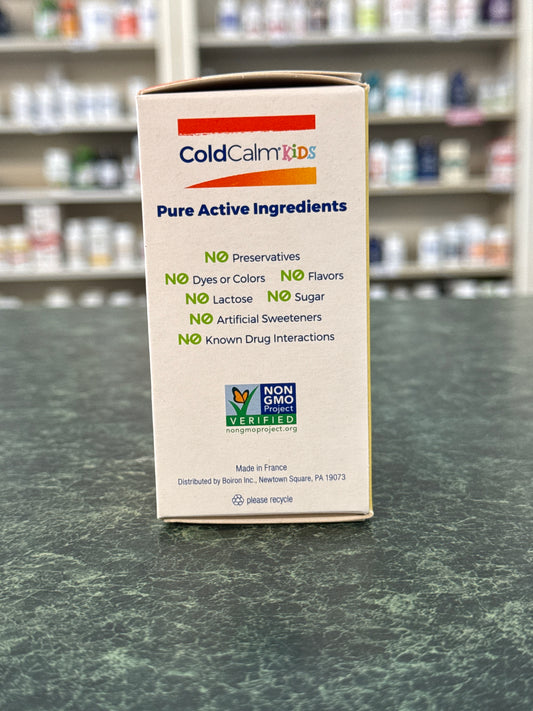 ColdCalm® KiDS
Pure Active Ingredients
NO Preservatives
NO Dyes or Colors NO Flavors
NO Lactose NO Sugar
NO Artificial Sweeteners
NO Known Drug Interactions
NON
GMO
Project
VERIFIED
nongmoproject.org
Made in France
Distributed by Boiron Inc., Newtown Square, PA 19073
please recycle